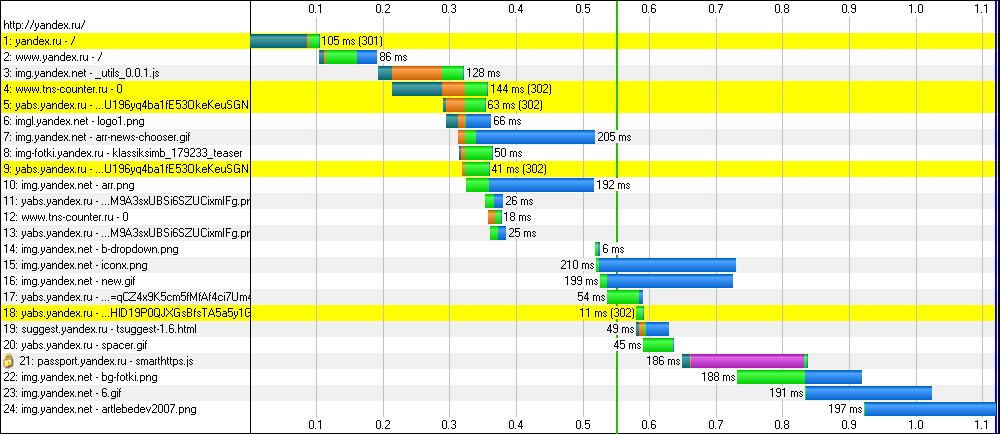 0.1 0.2 0.3 0.4 0.5 0.6 0.7 0.8 0.9 1.0 1.1
http://yandex.ru/
1: yandex.ru - / 105 ms (301)
2: www.yandex.ru - / 86 ms
3: img.yandex.net - _utils_0.0.1.js 128 ms
4: www.tns-counter.ru - 0 144 ms (302)
5: yabs.yandex.ru - ...U196yq4ba1fE53OkeKeuSGN 63 ms (302)
6: imgl.yandex.net - logo1.png 66 ms
7: img.yandex.net - arr-news-chooser.gif 205 ms
8: img-fotki.yandex.ru - klassiksimb_179233_teaser 50 ms
9: yabs.yandex.ru - ...U196yq4ba1fE53OkeKeuSGN 41 ms (302)
10: img.yandex.net - arr.png 192 ms
11: yabs.yandex.ru - ...M9A3sxUBSi6SZUCixmlFg.pr 26 ms
12: www.tns-counter.ru - 0 18 ms
13: yabs.yandex.ru - ...M9A3sxUBSi6SZUCixmlFg.pr 25 ms
14: img.yandex.net - b-dropdown.png 6 ms
15: img.yandex.net - iconx.png 210 ms
16: img.yandex.net - new.gif 199 ms
17: yabs.yandex.ru - ...=qCZ4x9K5cm5fMfAf4ci7Um4 54 ms
18: yabs.yandex.ru - ...HID19P0QJXGsBfsTA5a5y1G 11 ms (302)
19: suggest.yandex.ru - tsuggest-1.6.html 49 ms
20: yabs.yandex.ru - spacer.gif 45 ms
21: passport.yandex.ru - smarthttps.js 186 ms
22: img.yandex.net - bg-fotki.png 188 ms
23: img.yandex.net - 6.gif 191 ms
24: img.yandex.net - artlebedev2007.png 197 ms
0.1 0.2 0.3 0.4 0.5 0.6 0.7 0.8 0.9 1.0 1.1